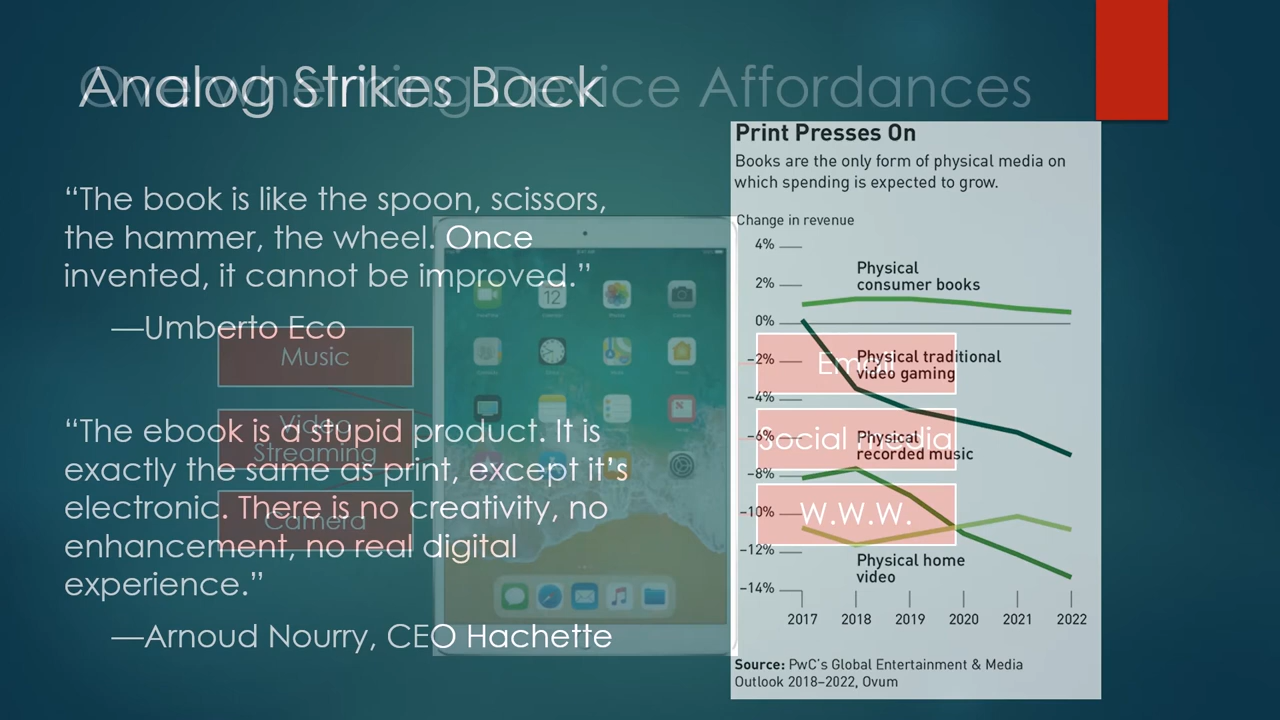 Analog Strikes Back
Overwhelming Device Affordances
“The book is like the spoon, scissors,
the hammer, the wheel. Once
invented, it cannot be improved.”
—Umberto Eco
“The ebook is a stupid product. It is
exactly the same as print, except it’s
electronic. There is no creativity, no
enhancement, no real digital
experience.”
—Arnoud Nourry, CEO Hachette
Music
Video
Streaming
Camera
12
Email
Social media
W.W.W.
Print Presses On
Books are the only form of physical media on
which spending is expected to grow.
Change in revenue
4%
2%
0%
–2%
–4%
–6%
–8%
–10%
–12%
–14%
Physical
consumer books
Physical traditional
video gaming
Physical
recorded music
Physical home
video
2017 2018 2019 2020 2021 2022
Source: PwC’s Global Entertainment & Media
Outlook 2018–2022, Ovum